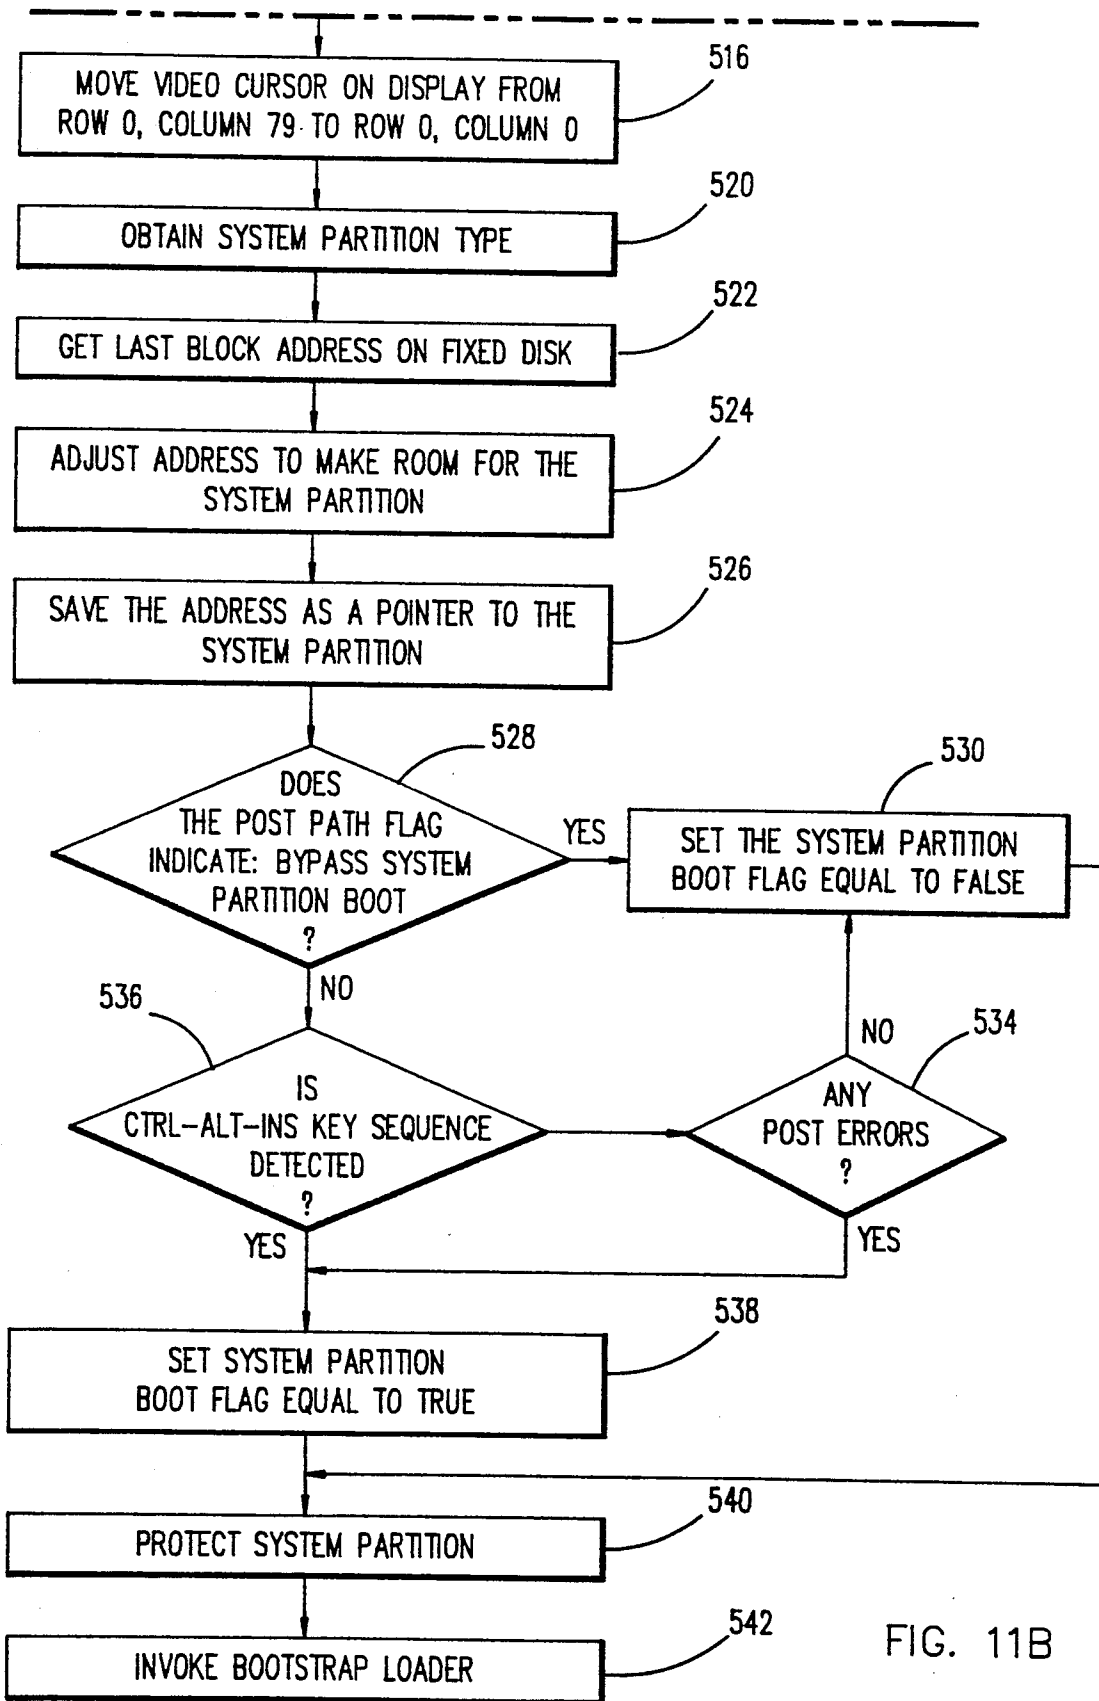 516
MOVE VIDEO CURSOR ON DISPLAY FROM
ROW 0, COLUMN 79 TO ROW 0, COLUMN 0
520
OBTAIN SYSTEM PARTITION TYPE
522
GET LAST BLOCK ADDRESS ON FIXED DISK
524
ADJUST ADDRESS TO MAKE ROOM FOR THE
SYSTEM PARTITION
526
SAVE THE ADDRESS AS A POINTER TO THE
SYSTEM PARTITION
528
DOES
THE POST PATH FLAG
INDICATE: BYPASS SYSTEM
PARTITION BOOT
?
YES
530
SET THE SYSTEM PARTITION
BOOT FLAG EQUAL TO FALSE
NO
536
IS
CTRL-ALT-INS KEY SEQUENCE
DETECTED
?
NO
534
ANY
POST ERRORS
?
YES
YES
538
SET SYSTEM PARTITION
BOOT FLAG EQUAL TO TRUE
540
PROTECT SYSTEM PARTITION
542
INVOKE BOOTSTRAP LOADER
FIG. 11B